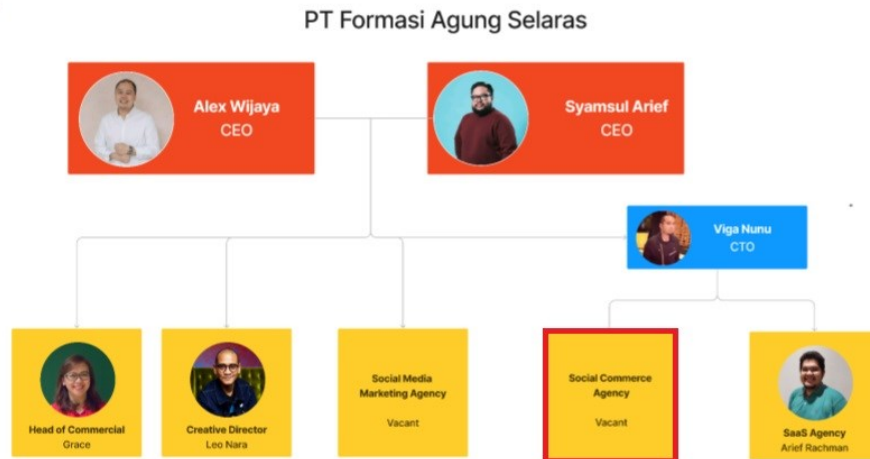 PT Formasi Agung Selaras
Alex Wijaya
CEO
Syamsul Arief
CEO
Viga Nunu
CTO
Head of Commercial
Grace
Creative Director
Leo Nara
Social Media
Marketing Agency
Vacant
Social Commerce
Agency
Vacant
SaaS Agency
Arief Rachman